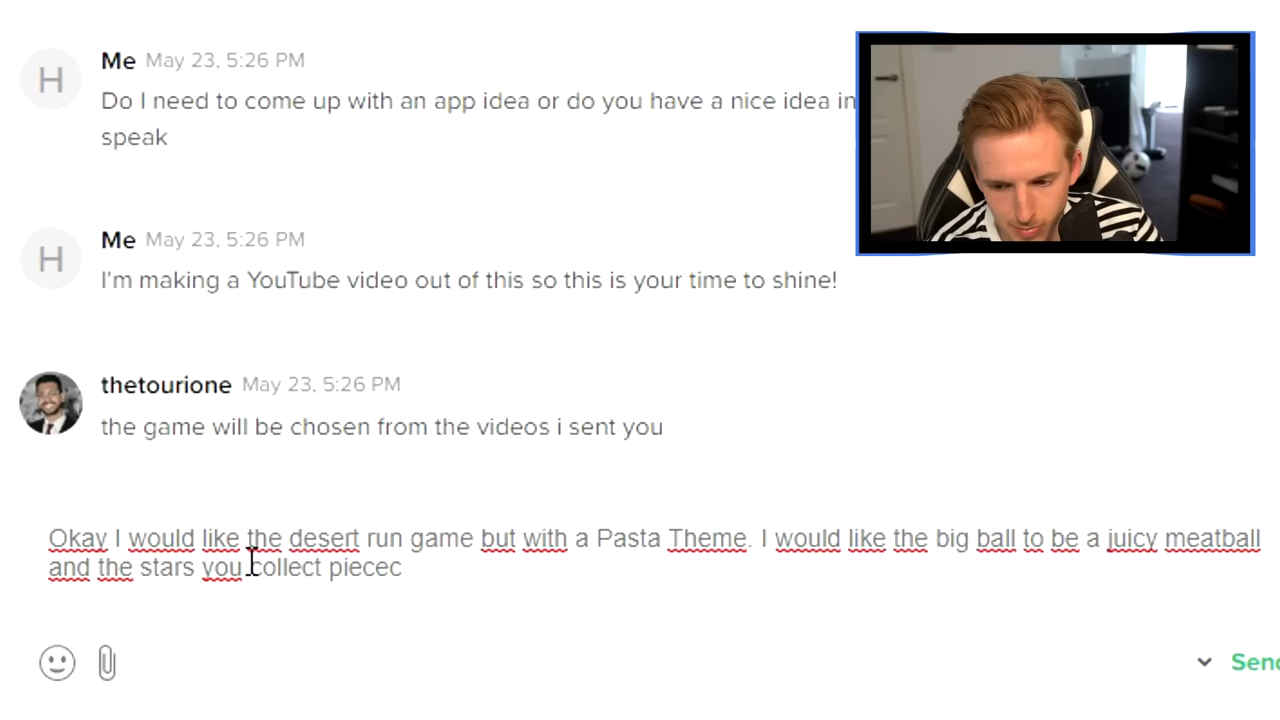 H
Me May 23, 5:26 PM
Do I need to come up with an app idea or do you have a nice idea in
speak
H
Me May 23, 5:26 PM
I'm making a YouTube video out of this so this is your time to shine!
thetourione May 23, 5:26 PM
the game will be chosen from the videos i sent you
Okay I would like the desert run game but with a Pasta Theme. I would like the big ball to be a juicy meatball
and the stars you collect piecec
Send